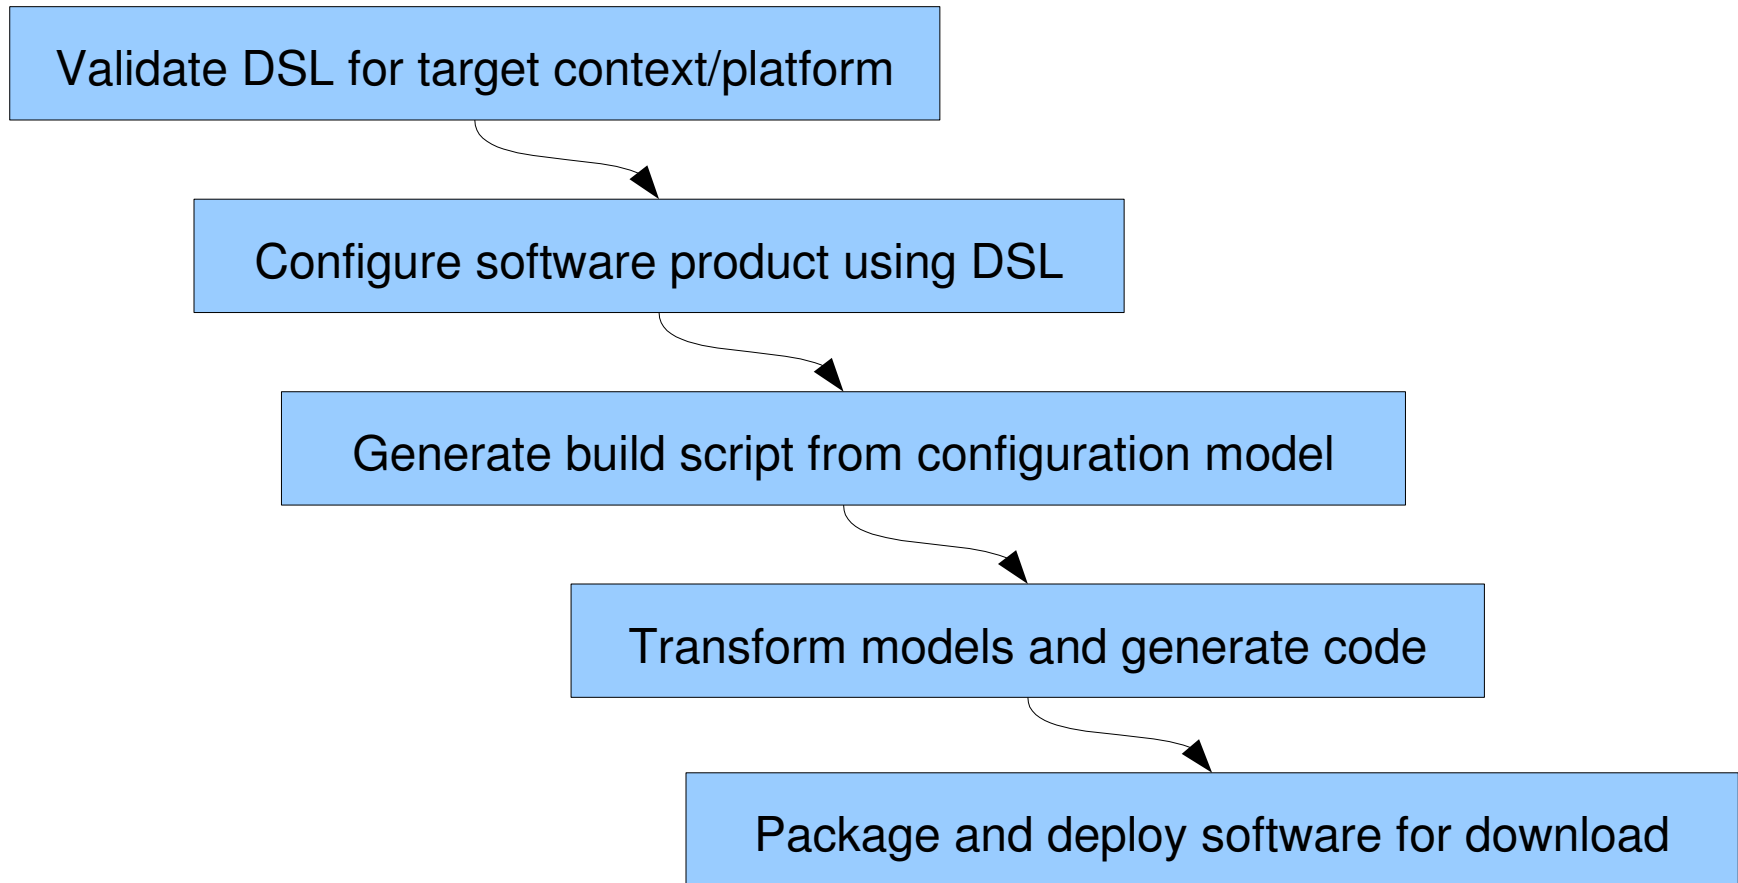 Validate DSL for target context/platform
Configure software product using DSL
Generate build script from configuration model
Transform models and generate code
Package and deploy software for download